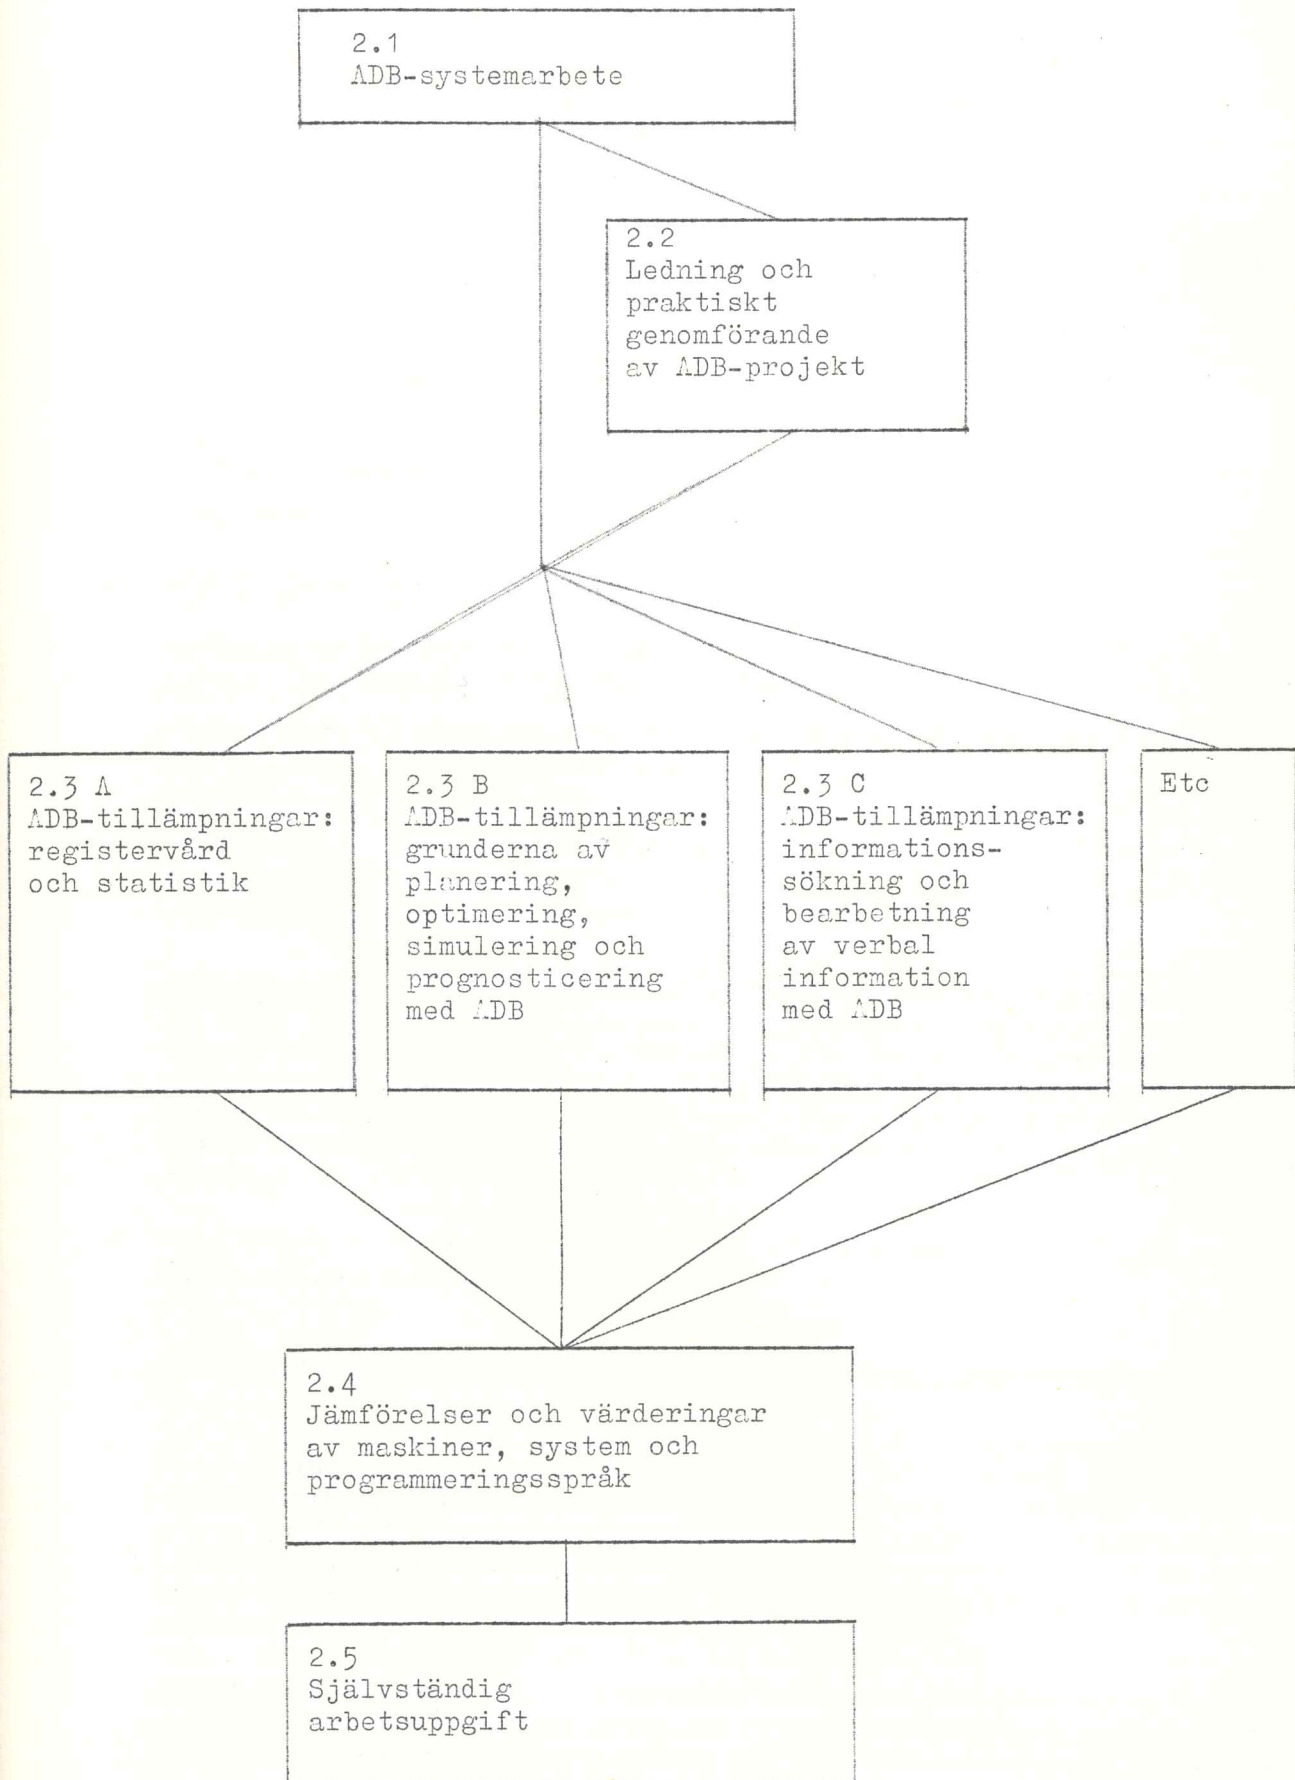 2.1
ADB-systemarbete
2.2
Ledning och
praktiskt
genomförande
av ADB-projekt
2.3 A
ADB-tillämpningar:
registervård
och statistik
2.3 B
ADB-tillämpningar:
grunderna av
planering,
optimering,
simulering och
prognosticering
med ADB
2.3 C
ADB-tillämpningar:
informations-
sökning och
bearbetning
av verbal
information
med ADB
Etc
2.4
Jämförelser och värderingar
av maskiner, system och
programmeringsspråk
2.5
Självständig
arbetsuppgift